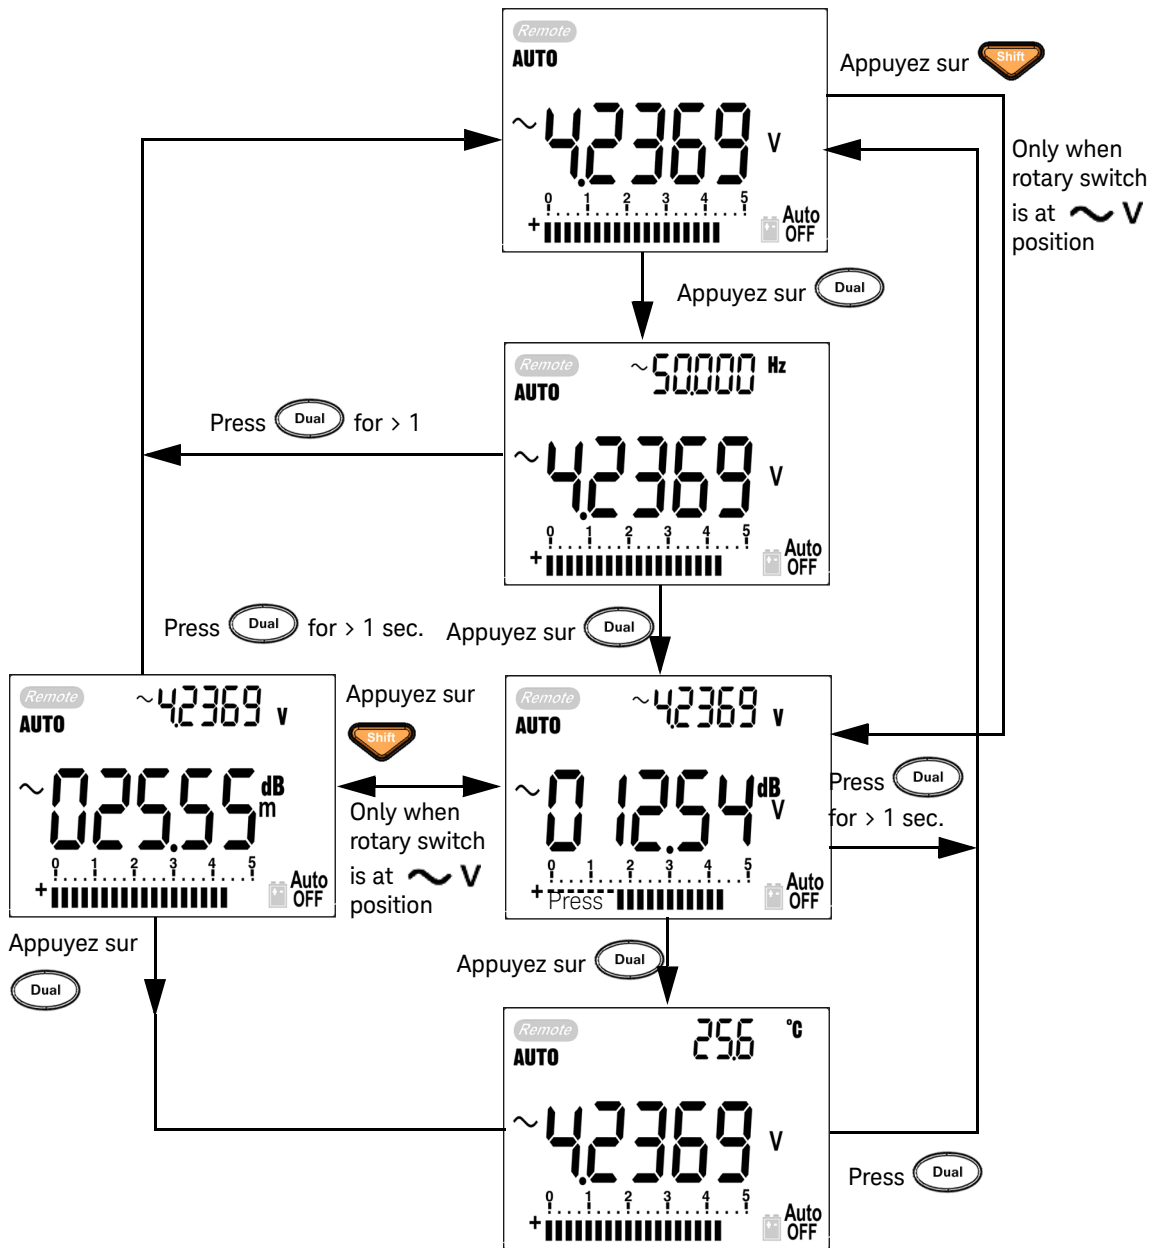 Remote
AUTO
~ 4.2369 V
0 1 2 3 4 5
+
Auto
OFF
Appuyez sur Shift
Only when
rotary switch
is at ~ V
position
Appuyez sur Dual
Remote
~ 50.000 Hz
AUTO
~ 4.2369 V
0 1 2 3 4 5
+
Auto
OFF
Press Dual for > 1
Press Dual for > 1 sec.
Appuyez sur Dual
Remote
~ 4.2369 V
AUTO
~ 025.55 dB
m
0 1 2 3 4 5
+
Auto
OFF
Appuyez sur
Shift
Only when
rotary switch
is at ~ V
position
Remote
~ 4.2369 V
AUTO
~ 012.54 dB
V
0 1 2 3 4 5
+ Press
Auto
OFF
Press Dual
for > 1 sec.
Appuyez sur
Dual
Appuyez sur Dual
Remote
25.6 °C
AUTO
~ 4.2369 V
0 1 2 3 4 5
+
Auto
OFF
Press Dual